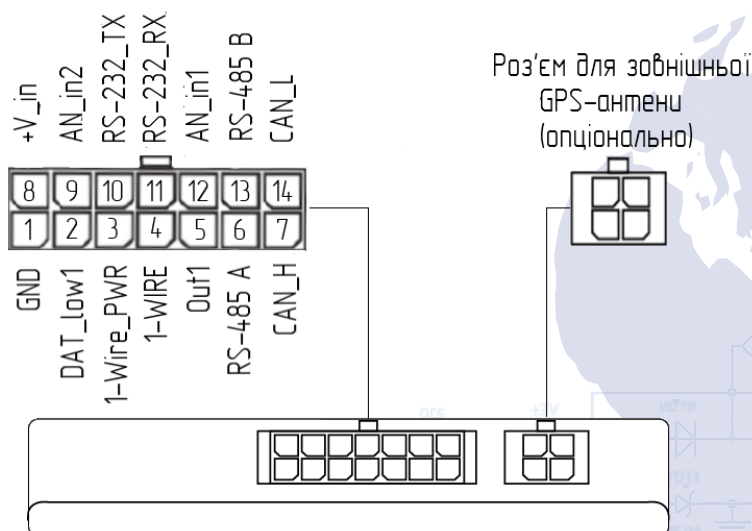 +V_in
AN_in2
RS-232_TX
RS-232_RX
AN_in1
RS-485 B
CAN_L
8 9 10 11 12 13 14
1 2 3 4 5 6 7
GND
DAT_low1
1-Wire_PWR
1-WIRE
Out1
RS-485 A
CAN_H
Роз'єм для зовнішньої
GPS-антени
(опціонально)
+3V